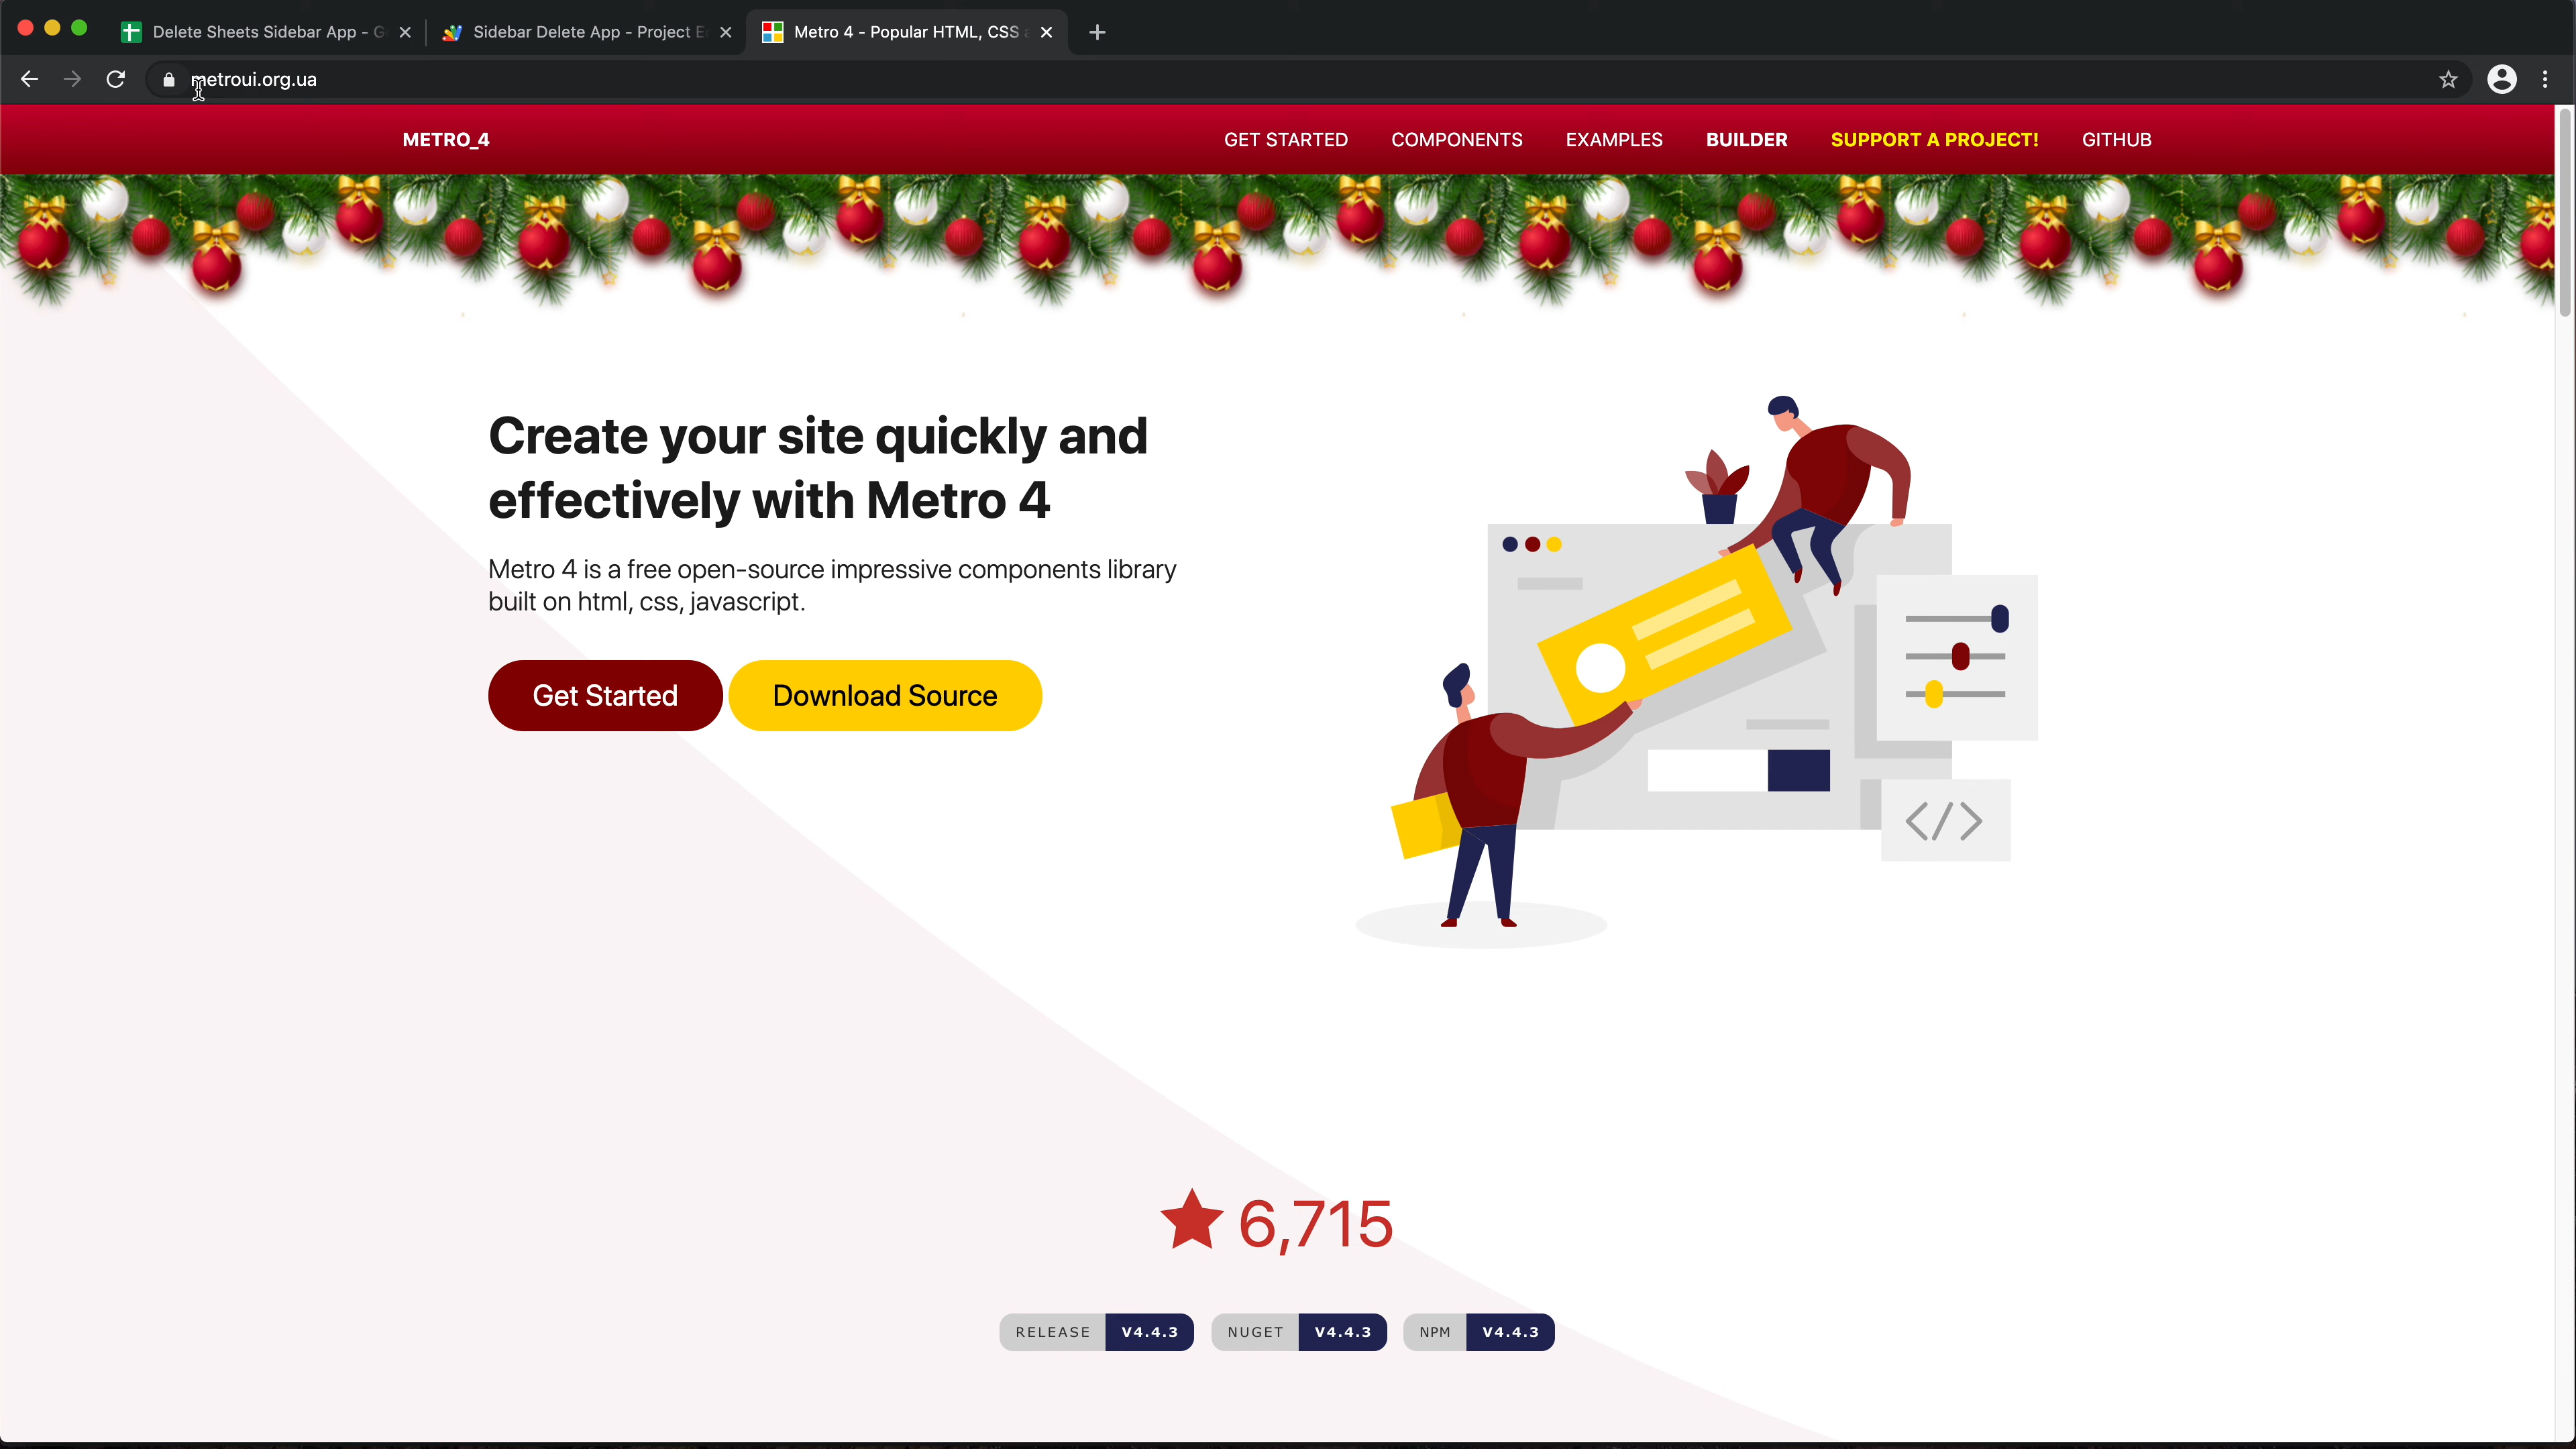 Delete Sheets Sidebar App - G
Sidebar Delete App - Project E
Metro 4 - Popular HTML, CSS a
metroui.org.ua
METRO_4
GET STARTED
COMPONENTS
EXAMPLES
BUILDER
SUPPORT A PROJECT!
GITHUB
Create your site quickly and
effectively with Metro 4
Metro 4 is a free open-source impressive components library
built on html, css, javascript.
Get Started
Download Source
</>
6,715
RELEASE V4.4.3
NUGET V4.4.3
NPM V4.4.3